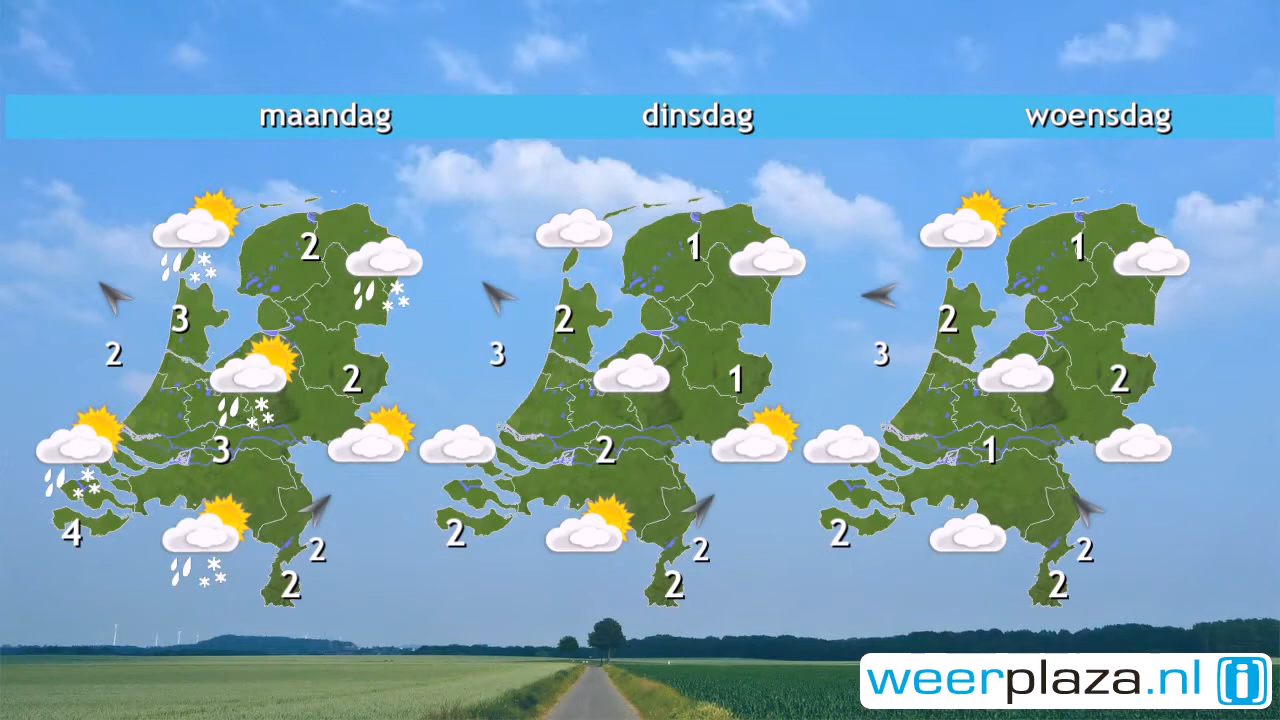 maandag dinsdag woensdag
2 1 1
3 2 2
2 3 3
2 1 2
3 2 1
4 2 2
2 2 2
2 2 2
weerplaza.nl i